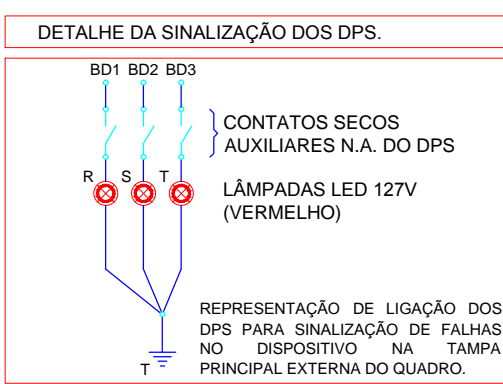 DETALHE DA SINALIZAÇÃO DOS DPS.
BD1 BD2 BD3
CONTATOS SECOS
AUXILIARES N.A. DO DPS
R S T
LÂMPADAS LED 127V
(VERMELHO)
REPRESENTAÇÃO DE LIGAÇÃO DOS
DPS PARA SINALIZAÇÃO DE FALHAS
NO DISPOSITIVO NA TAMPA
PRINCIPAL EXTERNA DO QUADRO.
T